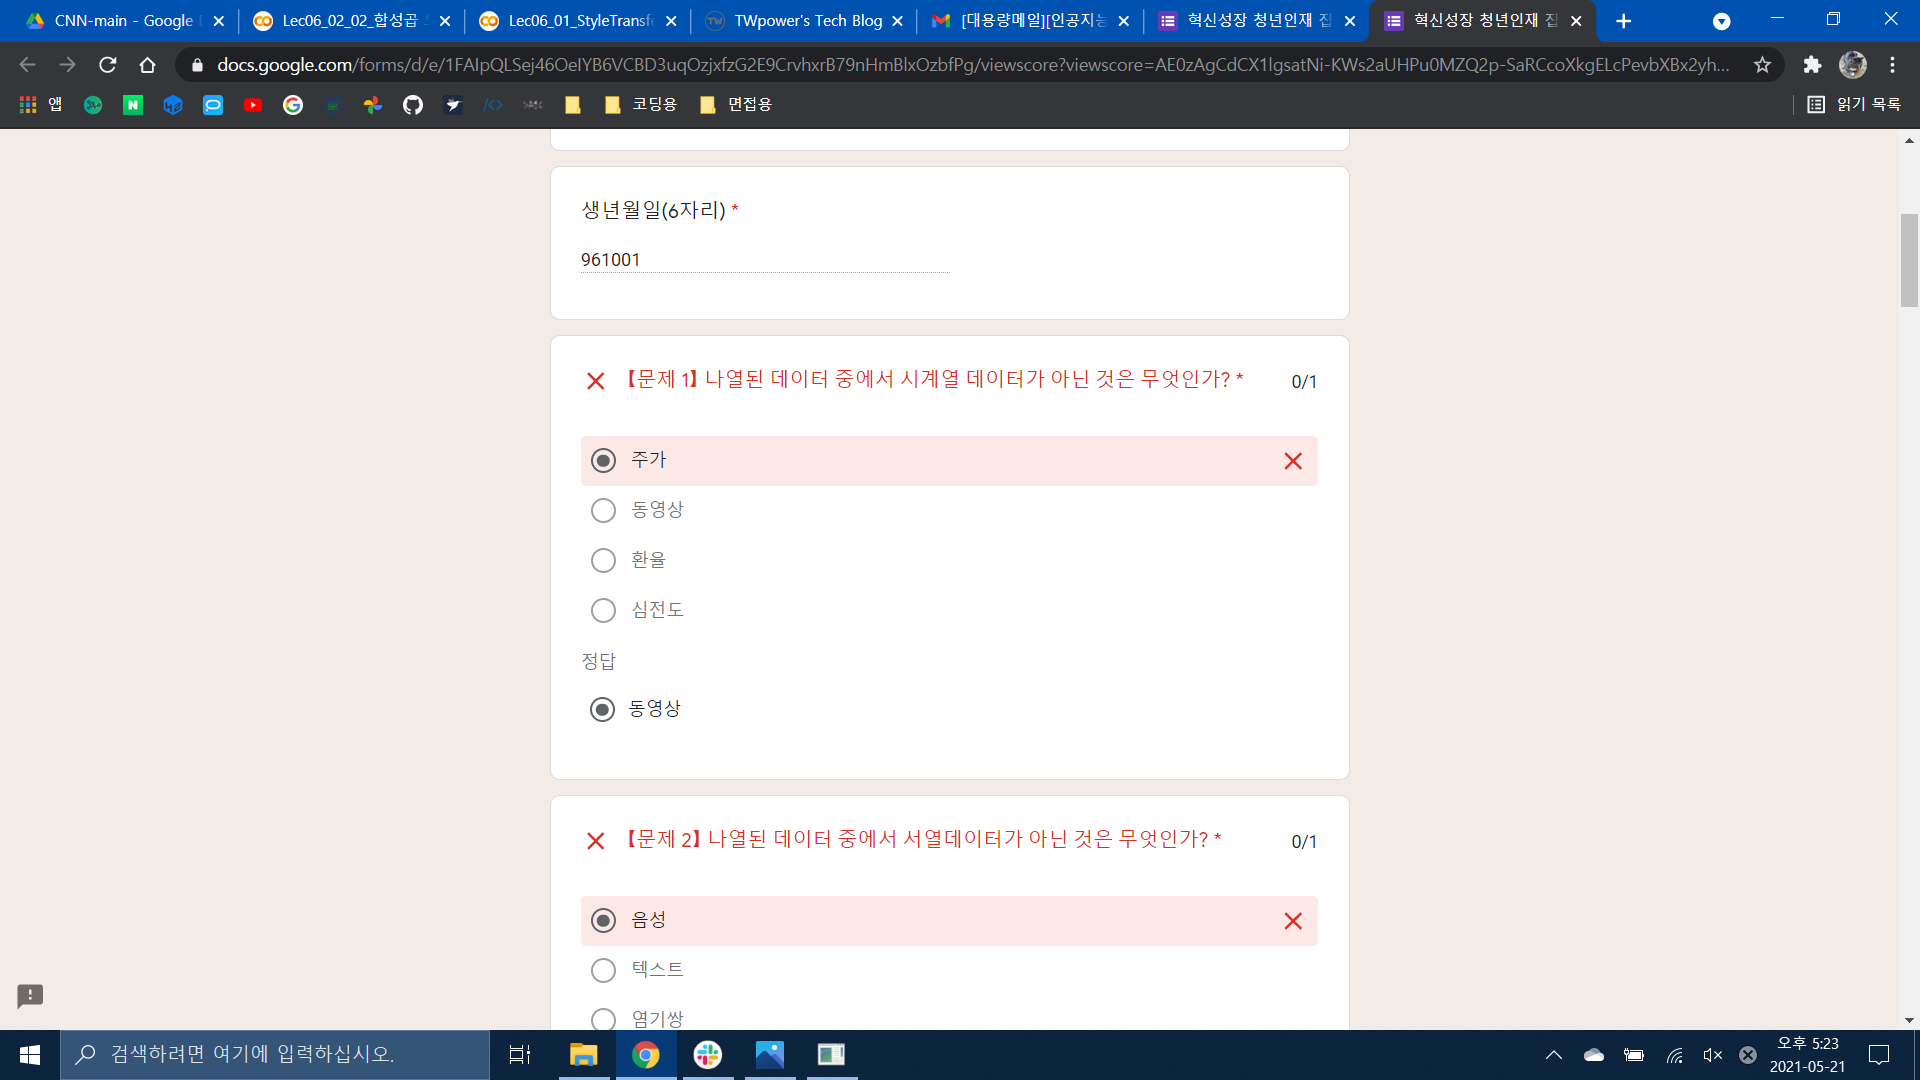 CNN-main - Google
Lec06_02_02_합성곱
Lec06_01_StyleTransf
TWpower's Tech Blog
[대용량메일][인공지능
혁신성장 청년인재 집
혁신성장 청년인재 집
docs.google.com/forms/d/e/1FAIpQLSej46OeIYB6VCBD3uqOzjxfzG2E9CrvhxrB79nHmBlxOzbfPg/viewscore?viewscore=AE0zAgCdCX1lgsatNi-KWs2aUHPu0MZQ2p-SaRCcoXkgELcPevbXBx2yh...
앱
코딩용
면접용
읽기 목록
생년월일(6자리) *
961001
【문제 1】 나열된 데이터 중에서 시계열 데이터가 아닌 것은 무엇인가? *
0/1
주가
동영상
환율
심전도
정답
동영상
【문제 2】 나열된 데이터 중에서 서열데이터가 아닌 것은 무엇인가? *
0/1
음성
텍스트
염기쌍
검색하려면 여기에 입력하십시오.
오후 5:23
2021-05-21